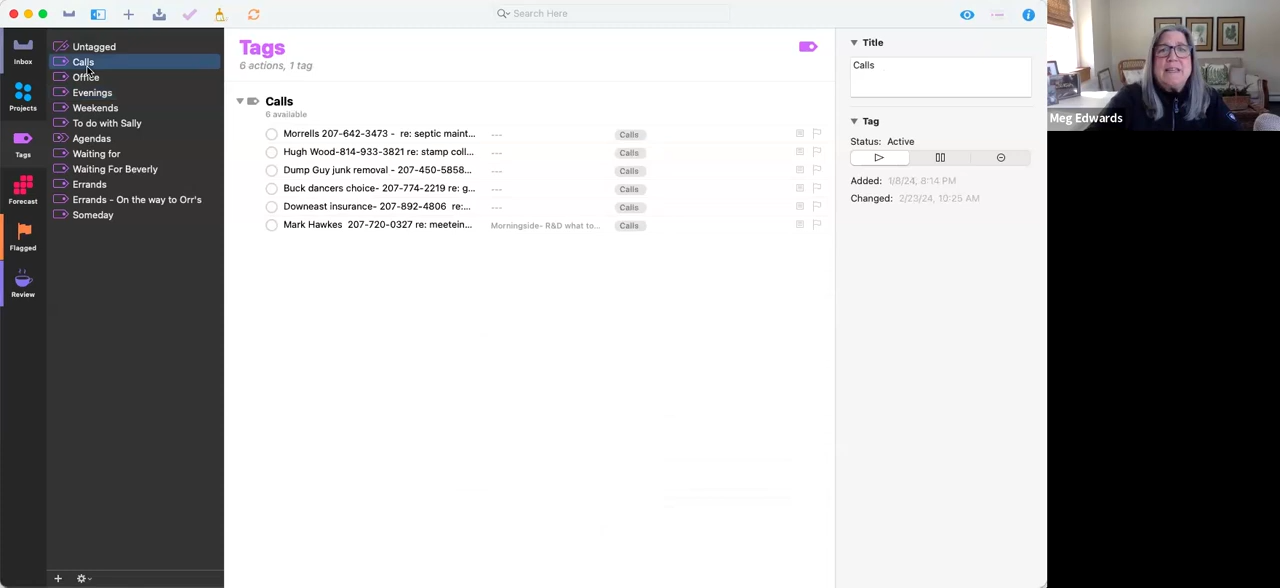 Search Here
Inbox
Projects
Tags
Forecast
Flagged
Review
Untagged
Calls
Office
Evenings
Weekends
To do with Sally
Agendas
Waiting for
Waiting For Beverly
Errands
Errands - On the way to Orr's
Someday
Tags
6 actions, 1 tag
Calls
6 available
Morrells 207-642-3473 - re: septic maint... --- Calls
Hugh Wood-814-933-3821 re: stamp coll... --- Calls
Dump Guy junk removal - 207-450-5858... --- Calls
Buck dancers choice- 207-774-2219 re: g... --- Calls
Downeast insurance- 207-892-4806 re:... --- Calls
Mark Hawkes 207-720-0327 re: meetein... Morningside- R&D what to... Calls
Title
Calls
Tag
Status: Active
Added: 1/8/24, 8:14 PM
Changed: 2/23/24, 10:25 AM
Meg Edwards